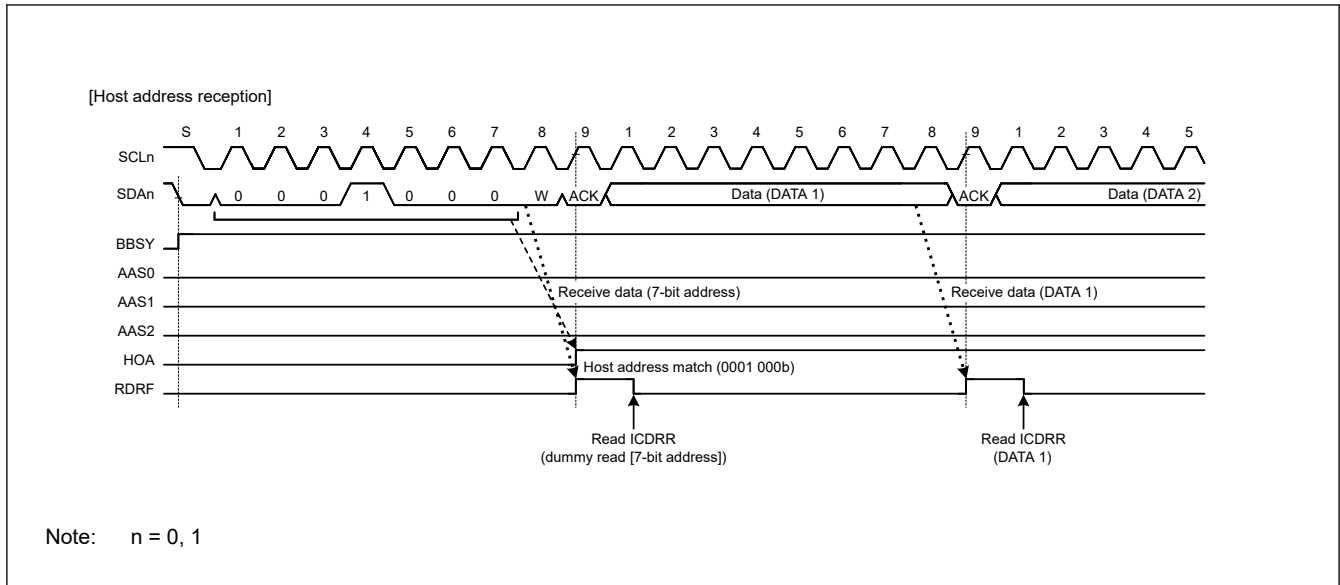 [Host address reception]
S 1 2 3 4 5 6 7 8 9 1 2 3 4 5 6 7 8 9 1 2 3 4 5
SCLn
SDAn 0 0 0 1 0 0 0 W ACK Data (DATA 1) ACK Data (DATA 2)
BBSY
AAS0
AAS1 Receive data (7-bit address) Receive data (DATA 1)
AAS2
HOA Host address match (0001 000b)
RDRF
Read ICDRR Read ICDRR
(dummy read [7-bit address]) (DATA 1)
Note: n = 0, 1